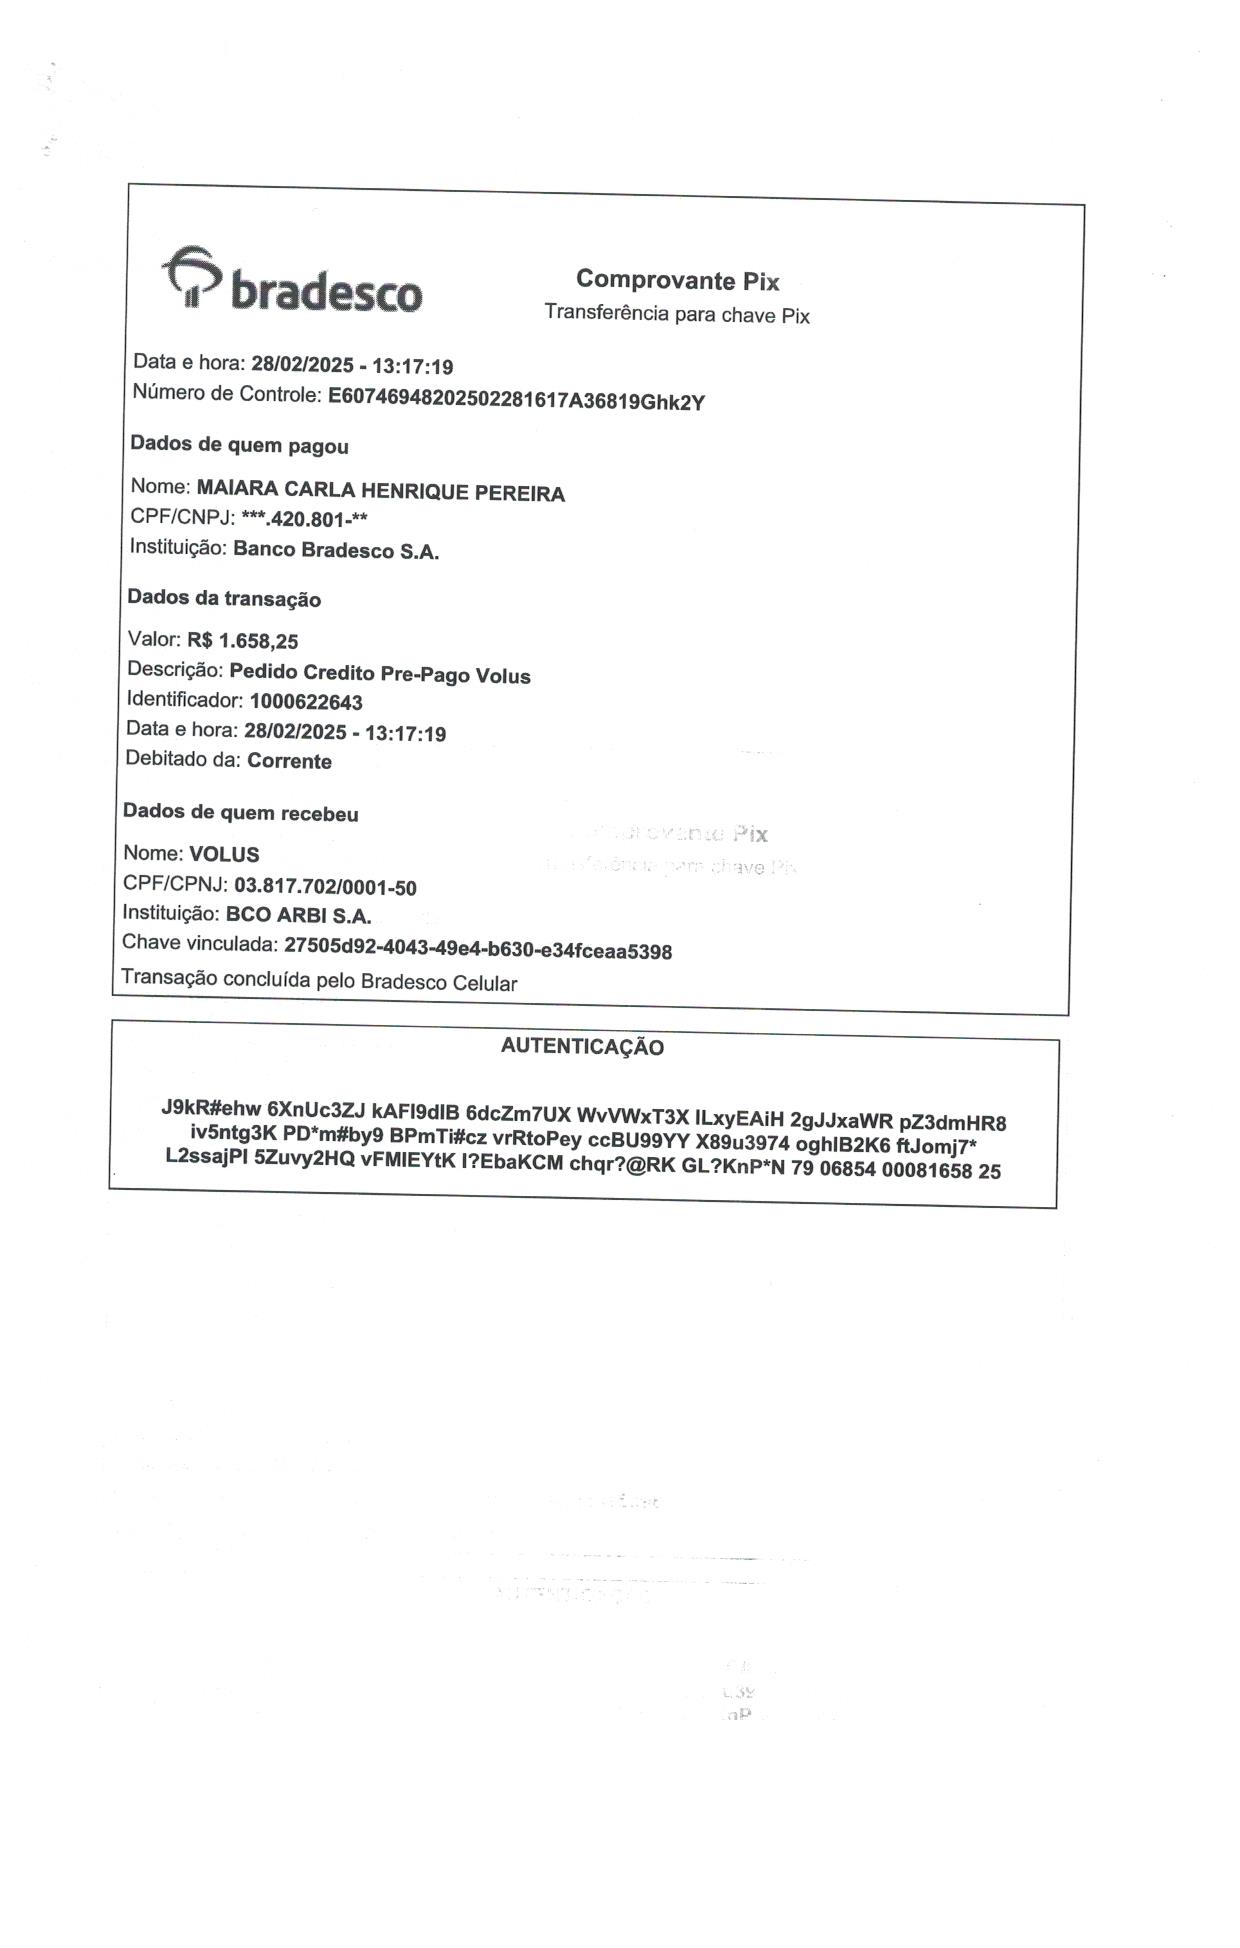 bradesco
Comprovante Pix
Transferência para chave Pix
Data e hora: 28/02/2025 - 13:17:19
Número de Controle: E60746948202502281617A36819Ghk2Y
Dados de quem pagou
Nome: MAIARA CARLA HENRIQUE PEREIRA
CPF/CNPJ: ***.420.801-**
Instituição: Banco Bradesco S.A.
Dados da transação
Valor: R$ 1.658,25
Descrição: Pedido Credito Pre-Pago Volus
Identificador: 1000622643
Data e hora: 28/02/2025 - 13:17:19
Debitado da: Corrente
Dados de quem recebeu
Nome: VOLUS
CPF/CPNJ: 03.817.702/0001-50
Instituição: BCO ARBI S.A.
Chave vinculada: 27505d92-4043-49e4-b630-e34fceaa5398
Transação concluída pelo Bradesco Celular
AUTENTICAÇÃO
J9kR#ehw 6XnUc3ZJ kAFI9dIB 6dcZm7UX WvVWxT3X ILxyEAiH 2gJJxaWR pZ3dmHR8
iv5ntg3K PD*m#by9 BPmTi#cz vrRtoPey ccBU99YY X89u3974 oghIB2K6 ftJomj7*
L2ssajPI 5Zuvy2HQ vFMIEYtK I?EbaKCM chqr?@RK GL?KnP*N 79 06854 00081658 25